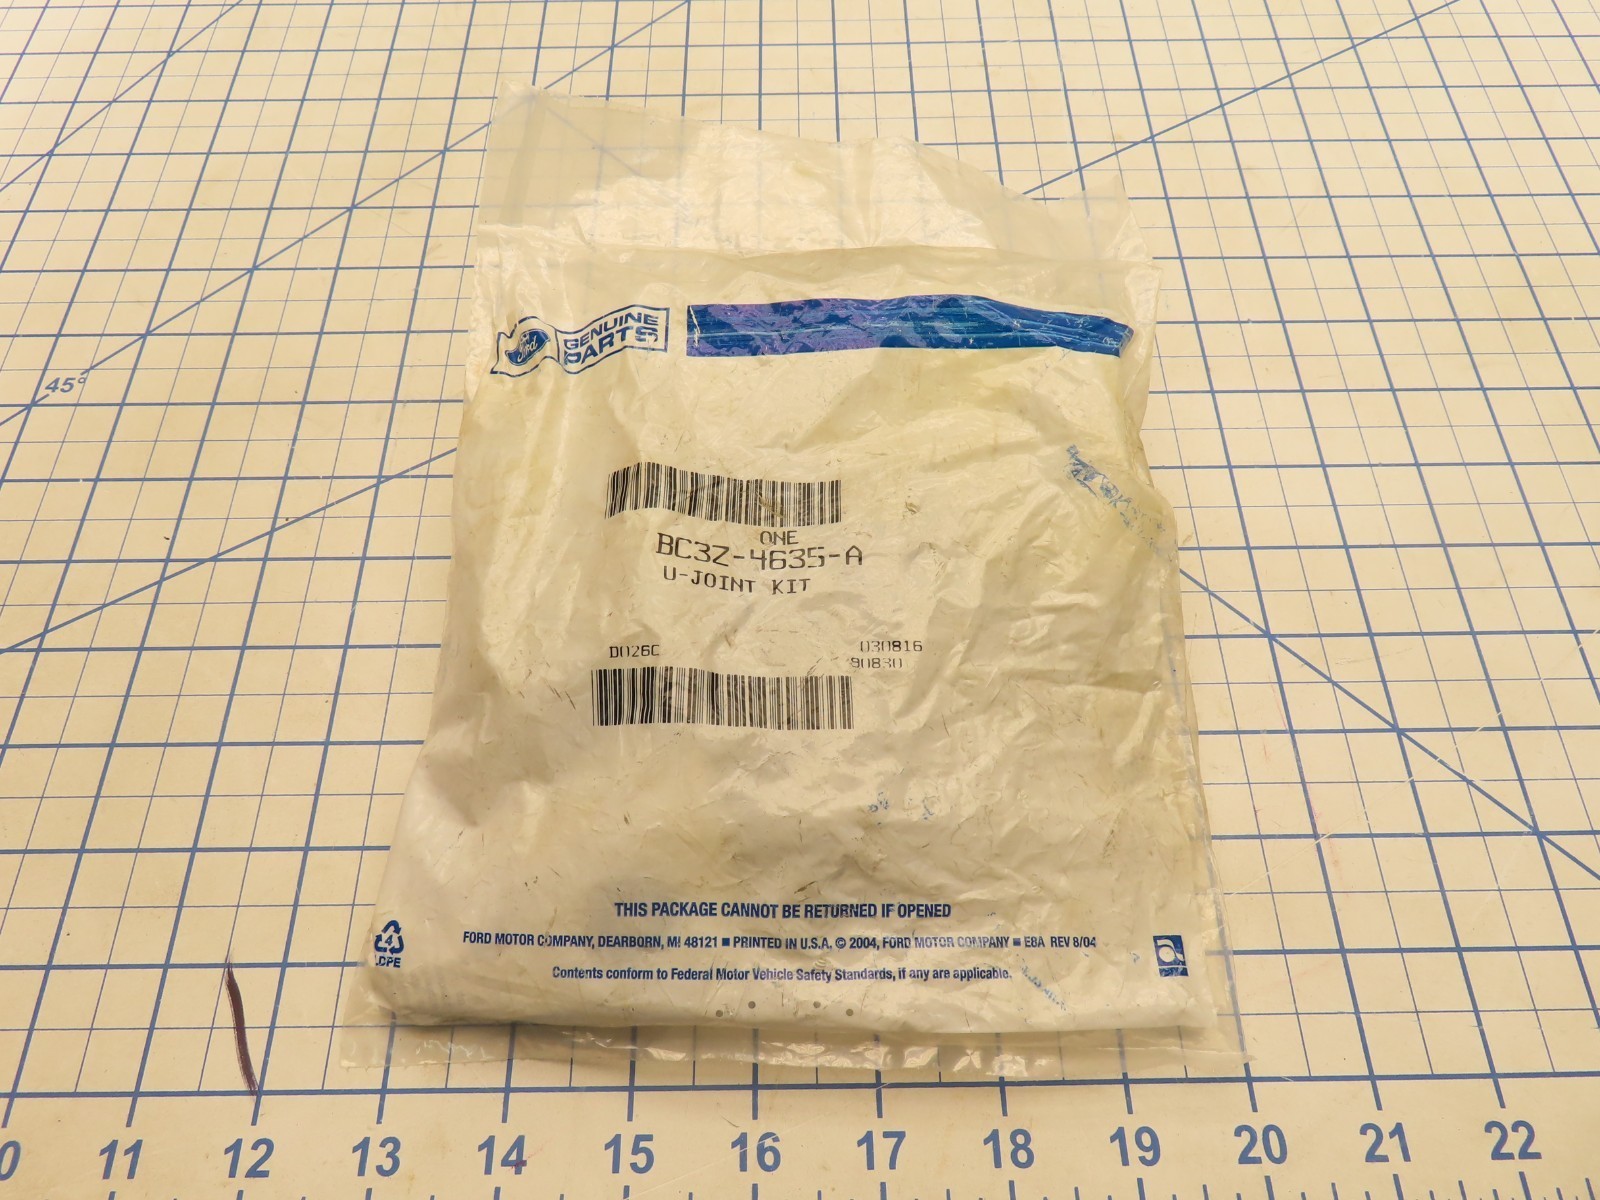 45°
Ford GENUINE PARTS
ONE
BC3Z-4635-A
U-JOINT KIT
D026C 030816
90830
THIS PACKAGE CANNOT BE RETURNED IF OPENED
4 FORD MOTOR COMPANY, DEARBORN, MI 48121 ■ PRINTED IN U.S.A. © 2004, FORD MOTOR COMPANY ■ E8A REV 8/04
LDPE
Contents conform to Federal Motor Vehicle Safety Standards, if any are applicable.
0 11 12 13 14 15 16 17 18 19 20 21 22